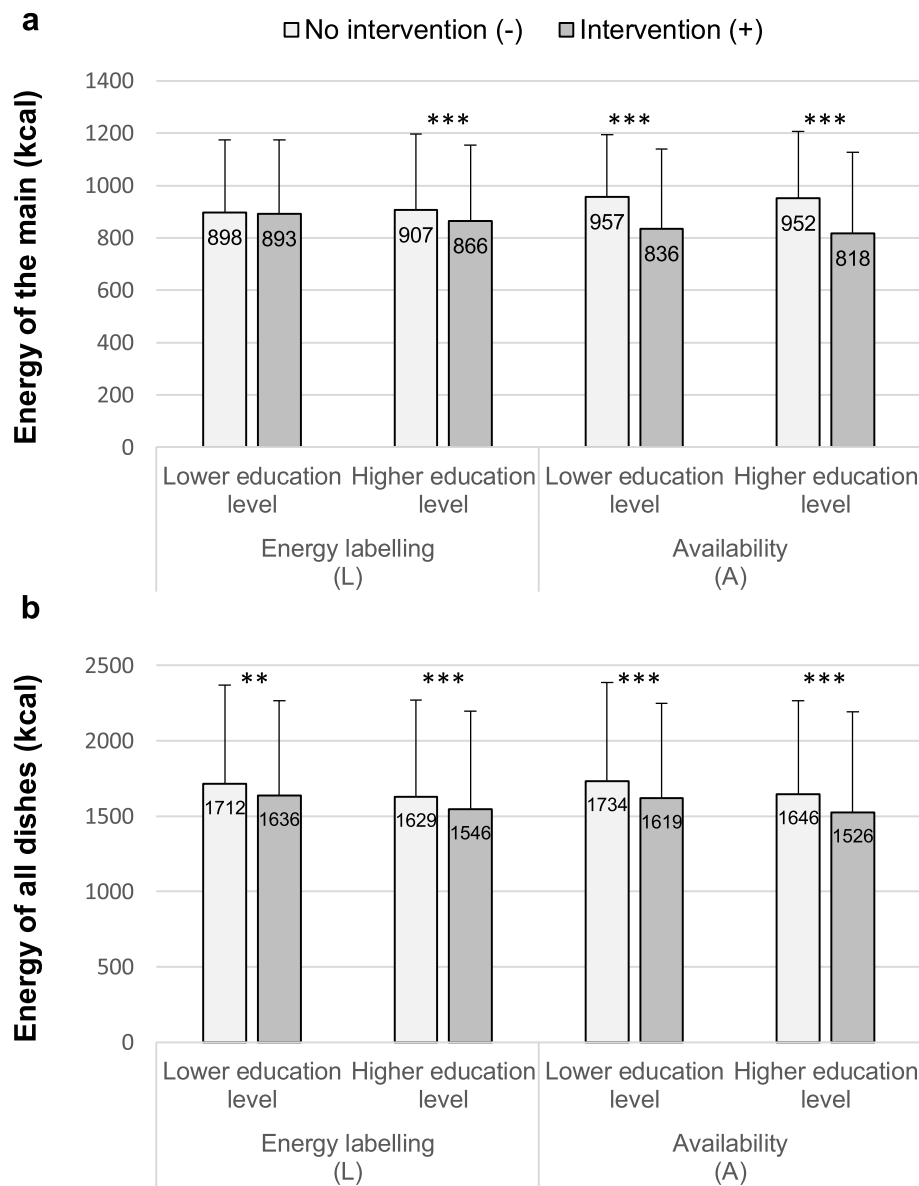 a
No intervention (-) Intervention (+)
Energy of the main (kcal)
1400
1200
1000
800
600
400
200
0
*** *** ***
898 893 907 866 957 836 952 818
Lower education level Higher education level Lower education level Higher education level
Energy labelling (L) Availability (A)
b
Energy of all dishes (kcal)
2500
2000
1500
1000
500
0
** *** *** ***
1712 1636 1629 1546 1734 1619 1646 1526
Lower education level Higher education level Lower education level Higher education level
Energy labelling (L) Availability (A)